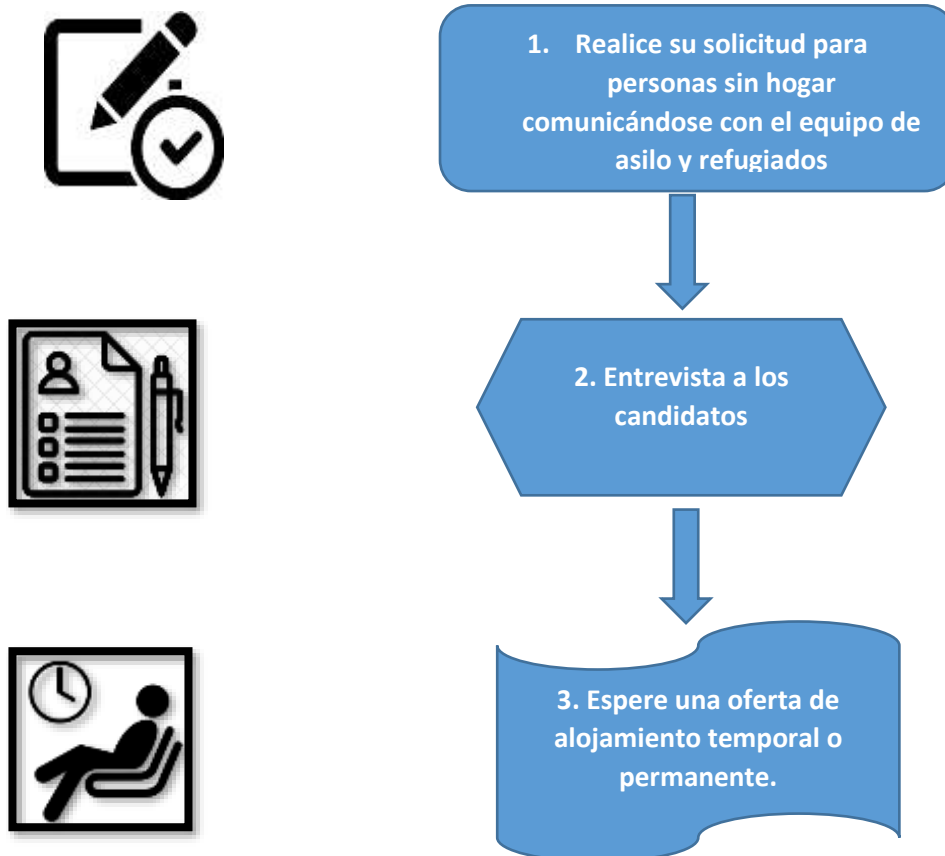 1. Realice su solicitud para
personas sin hogar
comunicándose con el equipo de
asilo y refugiados
2. Entrevista a los
candidatos
3. Espere una oferta de
alojamiento temporal o
permanente.